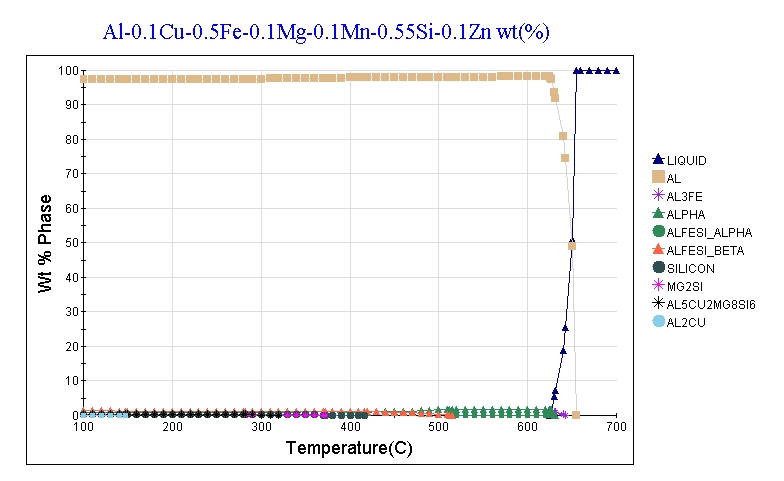 Al-0.1Cu-0.5Fe-0.1Mg-0.1Mn-0.55Si-0.1Zn wt(%)
100
90
80
70
60
50
40
30
20
10
0
Wt % Phase
100 200 300 400 500 600 700
Temperature(C)
LIQUID
AL
AL3FE
ALPHA
ALFESI_ALPHA
ALFESI_BETA
SILICON
MG2SI
AL5CU2MG8SI6
AL2CU